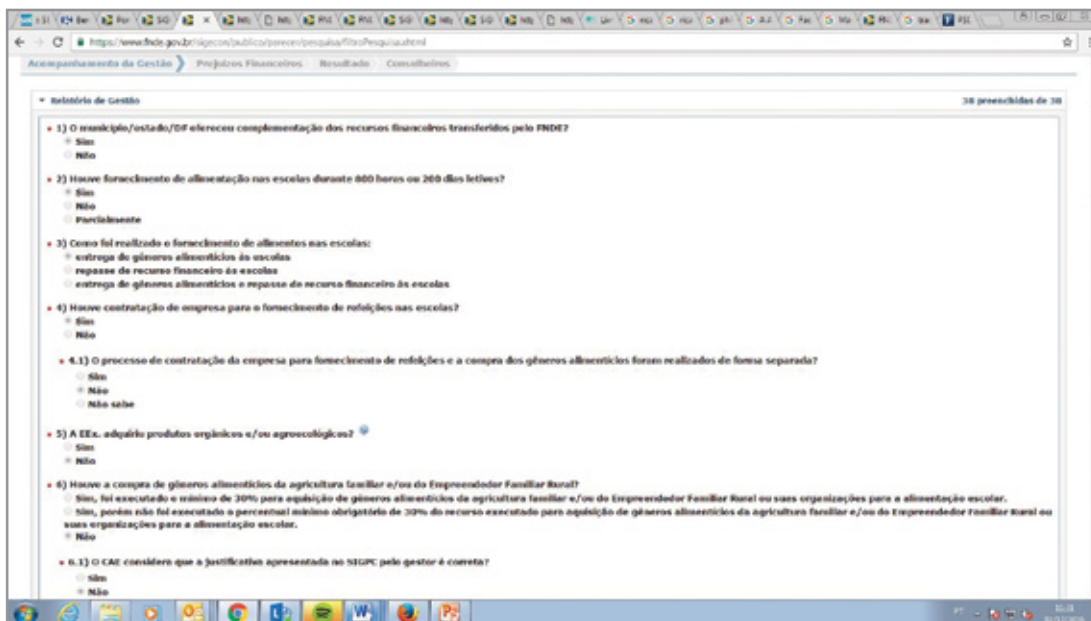 https://www.fnde.gov.br/sigecon/publico/parecer/pesquisa/filtroPesquisa.xhtml
Acompanhamento da Gestão Prejuízos Financeiros Resultado Conselheiros
Relatório de Gestão 38 preenchidas de 38
1) O município/estado/DF ofereceu complementação dos recursos financeiros transferidos pelo FNDE?
Sim
Não
2) Houve fornecimento de alimentação nas escolas durante 800 horas ou 200 dias letivos?
Sim
Não
Parcialmente
3) Como foi realizado o fornecimento de alimentos nas escolas:
entrega de gêneros alimentícios às escolas
repasse de recurso financeiro às escolas
entrega de gêneros alimentícios e repasse de recurso financeiro às escolas
4) Houve contratação de empresa para o fornecimento de refeições nas escolas?
Sim
Não
4.1) O processo de contratação da empresa para fornecimento de refeições e a compra dos gêneros alimentícios foram realizados de forma separada?
Sim
Não
Não sabe
5) A EEx. adquiriu produtos orgânicos e/ou agroecológicos?
Sim
Não
6) Houve a compra de gêneros alimentícios da agricultura familiar e/ou do Empreendedor Familiar Rural?
Sim, foi executado o mínimo de 30% para aquisição de gêneros alimentícios da agricultura familiar e/ou do Empreendedor Familiar Rural ou suas organizações para a alimentação escolar.
Sim, porém não foi executado o percentual mínimo obrigatório de 30% do recurso executado para aquisição de gêneros alimentícios da agricultura familiar e/ou do Empreendedor Familiar Rural ou
suas organizações para a alimentação escolar.
Não
6.1) O CAE considera que a justificativa apresentada no SIGPC pelo gestor é correta?
Sim
Não
PT